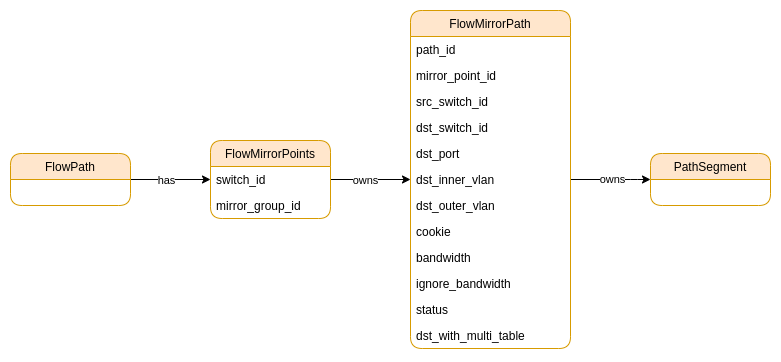 FlowPath
has
FlowMirrorPoints
switch_id
mirror_group_id
owns
FlowMirrorPath
path_id
mirror_point_id
src_switch_id
dst_switch_id
dst_port
dst_inner_vlan
dst_outer_vlan
cookie
bandwidth
ignore_bandwidth
status
dst_with_multi_table
owns
PathSegment